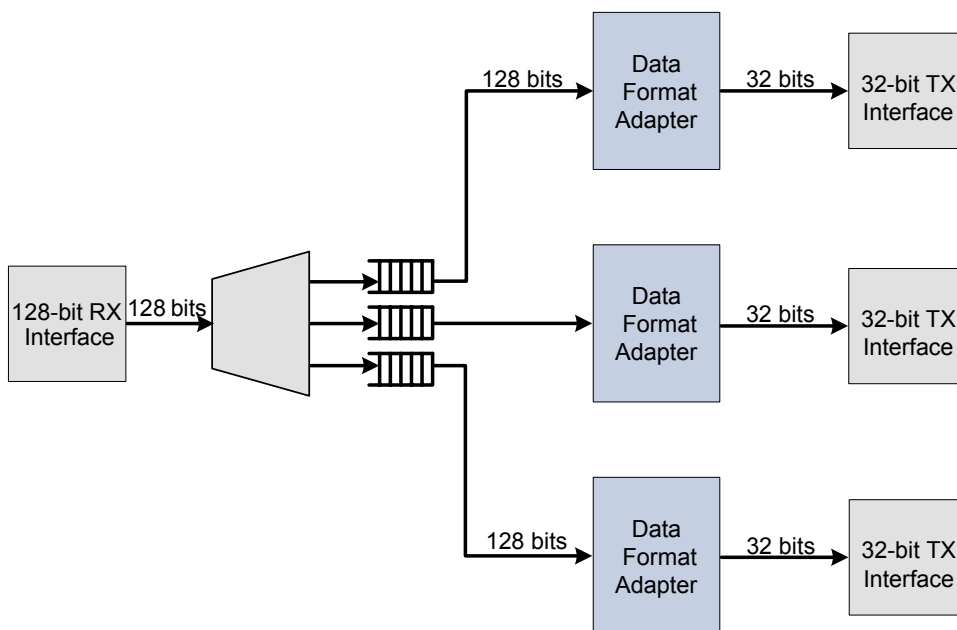 128 bits
Data
Format
Adapter
32 bits
32-bit TX
Interface
128-bit RX
Interface
128 bits
Data
Format
Adapter
32 bits
32-bit TX
Interface
128 bits
Data
Format
Adapter
32 bits
32-bit TX
Interface